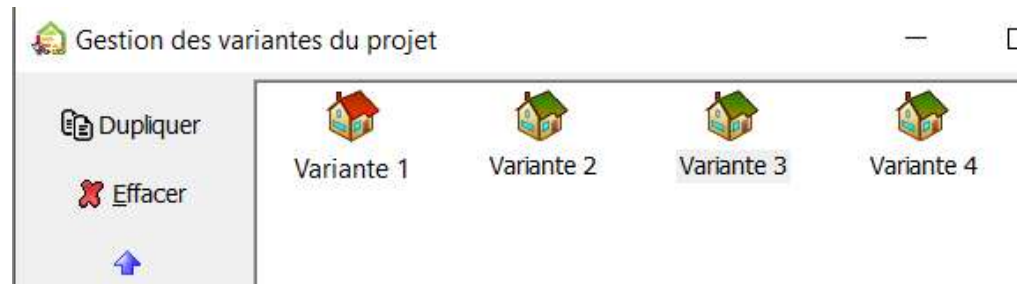 Gestion des variantes du projet
Dupliquer
Effacer
Variante 1
Variante 2
Variante 3
Variante 4